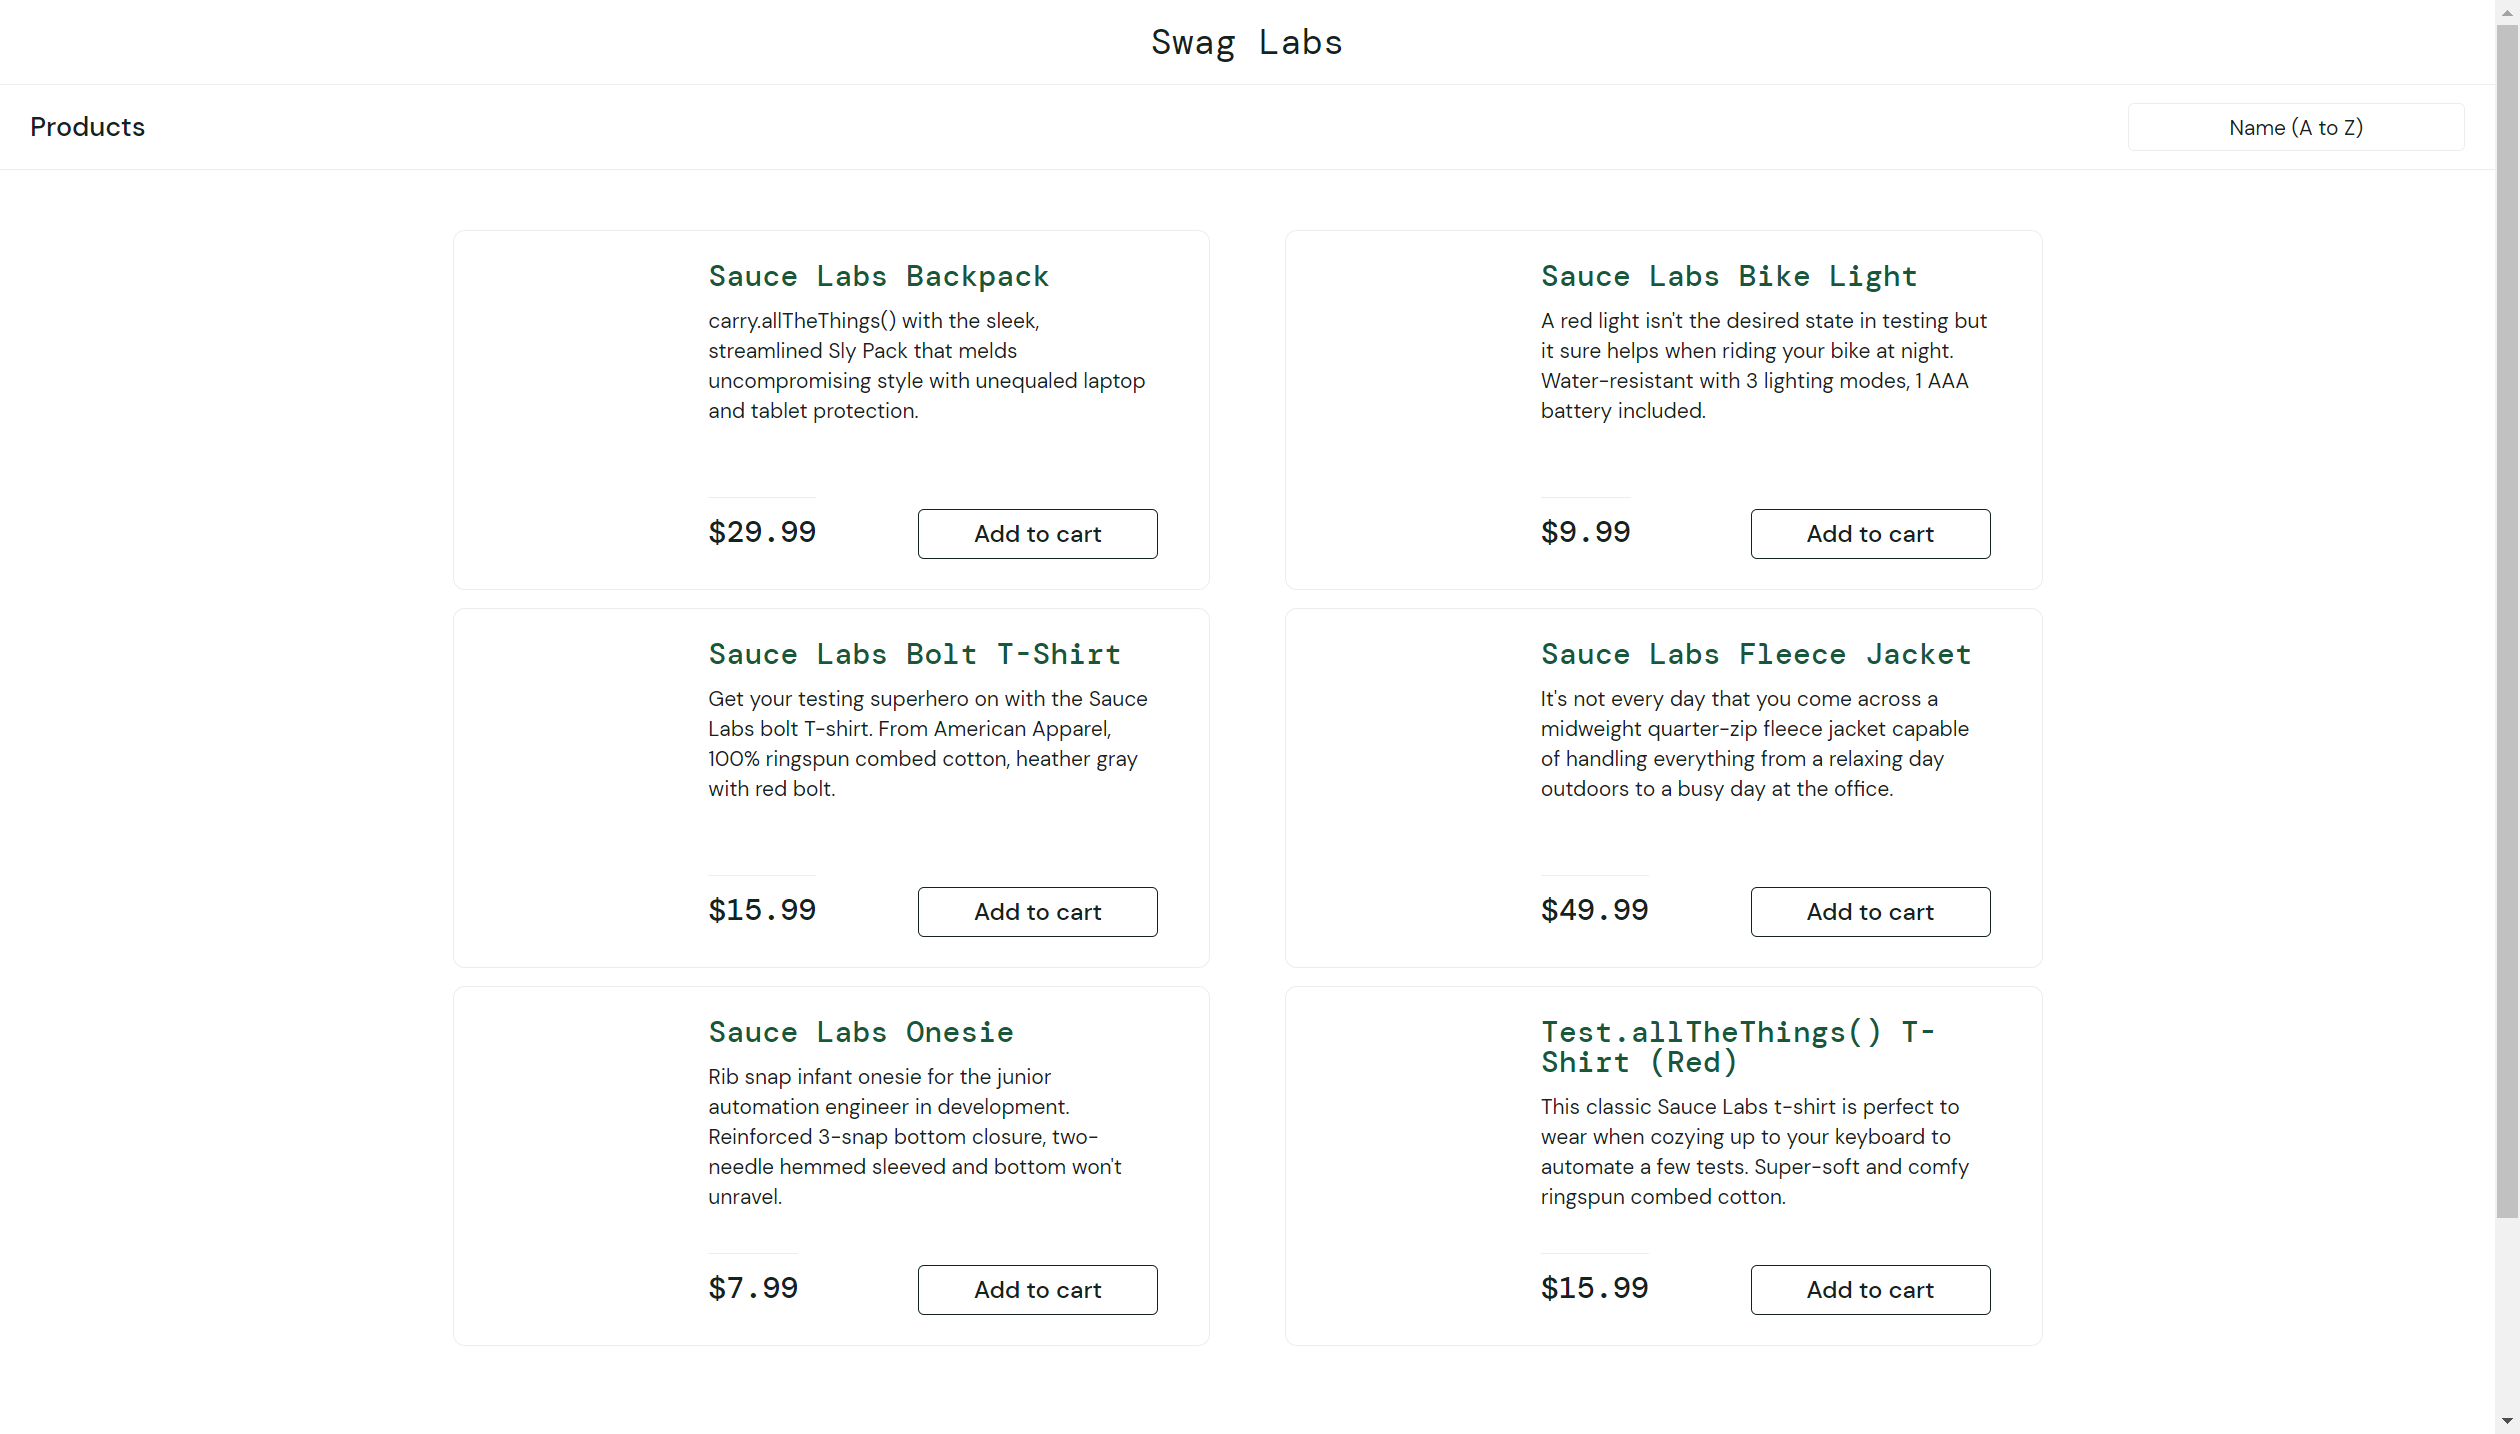 Swag Labs
Products
Name (A to Z)
Sauce Labs Backpack
carry.allTheThings() with the sleek,
streamlined Sly Pack that melds
uncompromising style with unequaled laptop
and tablet protection.
$29.99
Add to cart
Sauce Labs Bike Light
A red light isn't the desired state in testing but
it sure helps when riding your bike at night.
Water-resistant with 3 lighting modes, 1 AAA
battery included.
$9.99
Add to cart
Sauce Labs Bolt T-Shirt
Get your testing superhero on with the Sauce
Labs bolt T-shirt. From American Apparel,
100% ringspun combed cotton, heather gray
with red bolt.
$15.99
Add to cart
Sauce Labs Fleece Jacket
It's not every day that you come across a
midweight quarter-zip fleece jacket capable
of handling everything from a relaxing day
outdoors to a busy day at the office.
$49.99
Add to cart
Sauce Labs Onesie
Rib snap infant onesie for the junior
automation engineer in development.
Reinforced 3-snap bottom closure, two-
needle hemmed sleeved and bottom won't
unravel.
$7.99
Add to cart
Test.allTheThings() T-
Shirt (Red)
This classic Sauce Labs t-shirt is perfect to
wear when cozying up to your keyboard to
automate a few tests. Super-soft and comfy
ringspun combed cotton.
$15.99
Add to cart